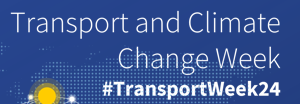 Transport and Climate
Change Week
#TransportWeek24